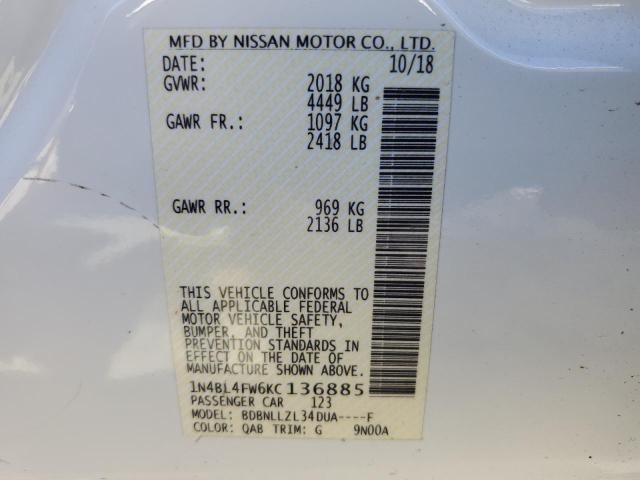 MFD BY NISSAN MOTOR CO., LTD.
DATE: 10/18
GVWR: 2018 KG
4449 LB
GAWR FR.: 1097 KG
2418 LB
GAWR RR.: 969 KG
2136 LB
THIS VEHICLE CONFORMS TO
ALL APPLICABLE FEDERAL
MOTOR VEHICLE SAFETY,
BUMPER, AND THEFT
PREVENTION STANDARDS IN
EFFECT ON THE DATE OF
MANUFACTURE SHOWN ABOVE.
1N4BL4FW6KC136885
PASSENGER CAR 123
MODEL: BDBNLLZL34DUA----F
COLOR: QAB TRIM: G 9N00A